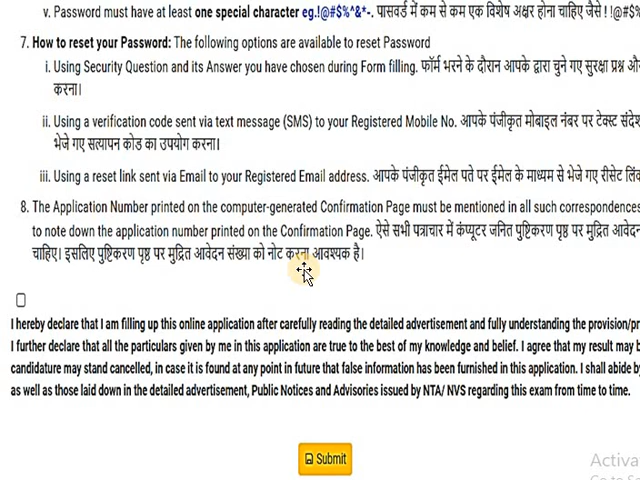 v. Password must have at least one special character eg.!@#$%^&*-. पासवर्ड में कम से कम एक विशेष अक्षर होना चाहिए जैसे ! !@#$%
7. How to reset your Password: The following options are available to reset Password
i. Using Security Question and its Answer you have chosen during Form filling. फॉर्म भरने के दौरान आपके द्वारा चुने गए सुरक्षा प्रश्न और
करना।
ii. Using a verification code sent via text message (SMS) to your Registered Mobile No. आपके पंजीकृत मोबाइल नंबर पर टेक्स्ट संदेश
भेजे गए सत्यापन कोड का उपयोग करना।
iii. Using a reset link sent via Email to your Registered Email address. आपके पंजीकृत ईमेल पते पर ईमेल के माध्यम से भेजे गए रीसेट लिंक
8. The Application Number printed on the computer-generated Confirmation Page must be mentioned in all such correspondences
to note down the application number printed on the Confirmation Page. ऐसे सभी पत्राचार में कंप्यूटर जनित पुष्टिकरण पृष्ठ पर मुद्रित आवेदन
चाहिए। इसलिए पुष्टिकरण पृष्ठ पर मुद्रित आवेदन संख्या को नोट करना आवश्यक है।
I hereby declare that I am filling up this online application after carefully reading the detailed advertisement and fully understanding the provision/pr
I further declare that all the particulars given by me in this application are true to the best of my knowledge and belief. I agree that my result may b
candidature may stand cancelled, in case it is found at any point in future that false information has been furnished in this application. I shall abide by
as well as those laid down in the detailed advertisement, Public Notices and Advisories issued by NTA/ NVS regarding this exam from time to time.
Submit
Activa